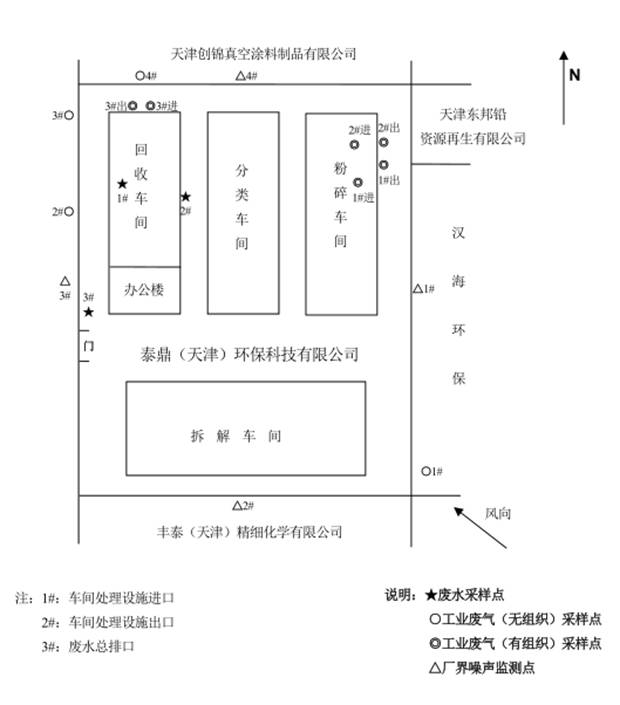 天津创锦真空涂料制品有限公司
○4#
△4#
N
3#出◎
◎3#进
3#○
天津东邦铅
资源再生有限公司
2#进
◎
2#出
◎
回收车间
分类车间
粉碎车间
★
1#
★
2#
◎
1#出
◎
1#进
2#○
汉海环保
△
3#
3#
★
办公楼
△1#
门
泰鼎（天津）环保科技有限公司
拆解车间
○1#
△2#
风向
丰泰（天津）精细化学有限公司
注：1#：车间处理设施进口
2#：车间处理设施出口
3#：废水总排口
说明：★废水采样点
○工业废气（无组织）采样点
◎工业废气（有组织）采样点
△厂界噪声监测点